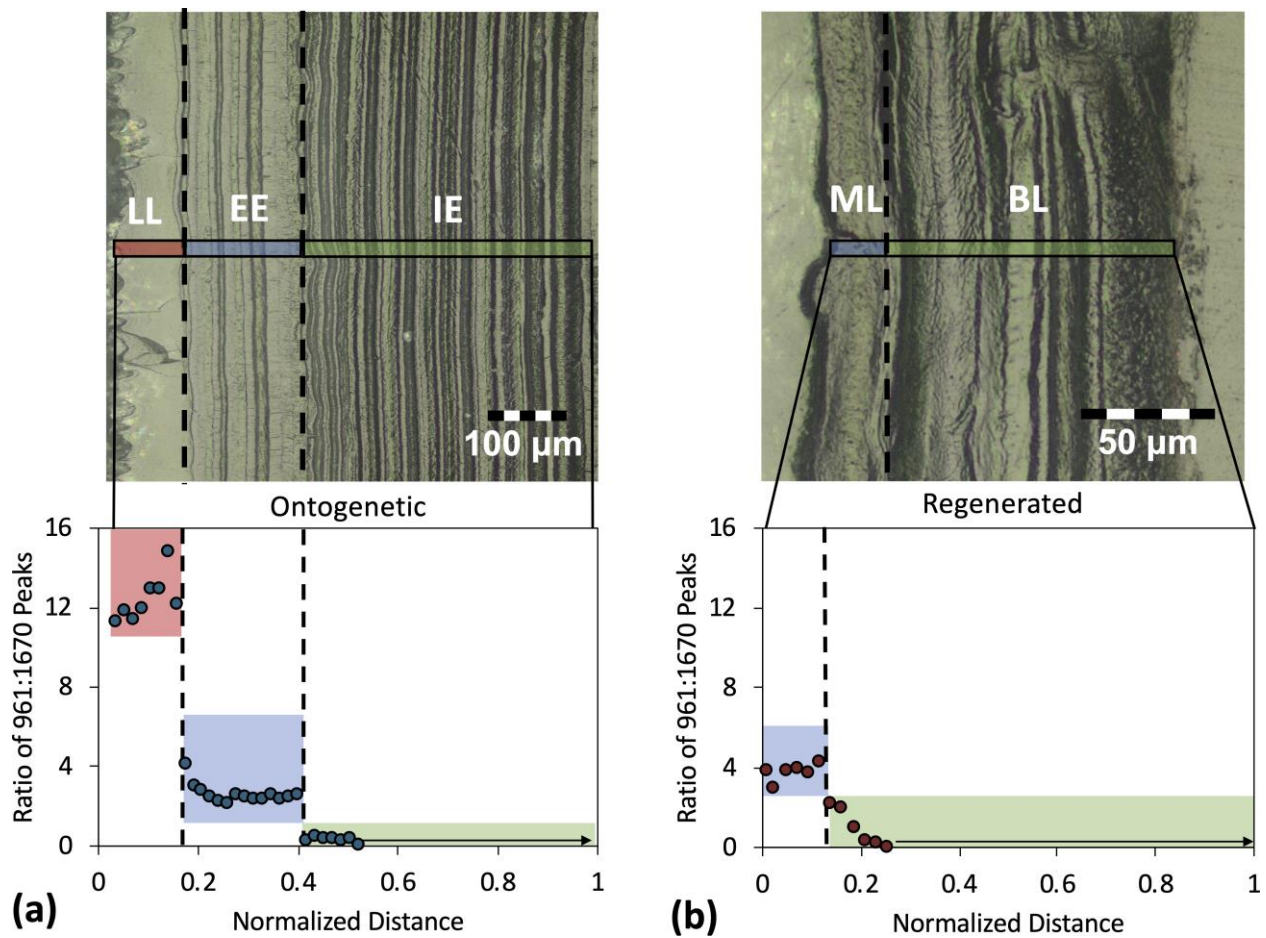 LL EE IE
100 μm
ML BL
50 μm
Ontogenetic
Ratio of 961:1670 Peaks
16
12
8
4
0
0 0.2 0.4 0.6 0.8 1
Normalized Distance
(a)
Regenerated
Ratio of 961:1670 Peaks
16
12
8
4
0
0 0.2 0.4 0.6 0.8 1
Normalized Distance
(b)